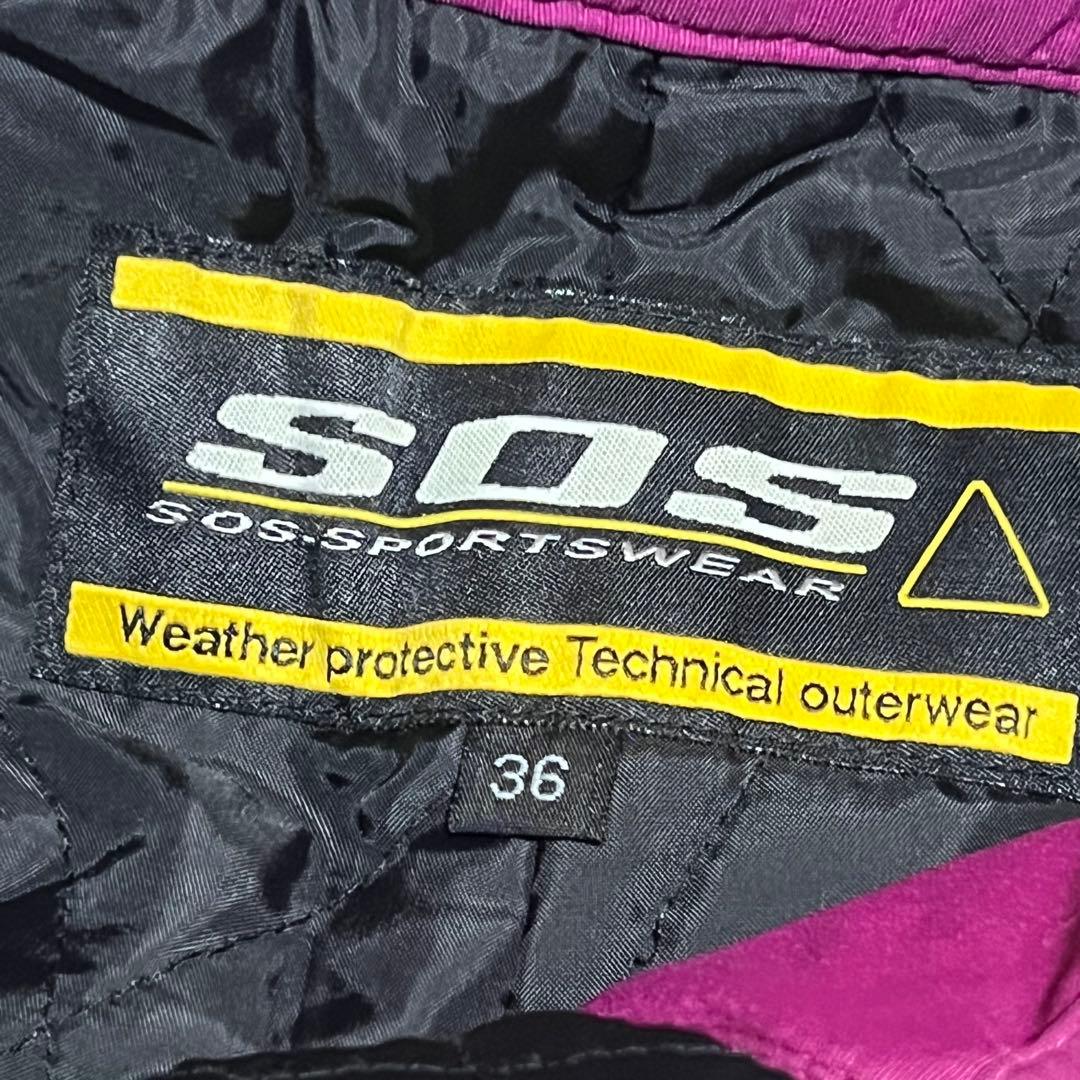 SOS
SOS-SPORTSWEAR
Weather protective Technical outerwear
36